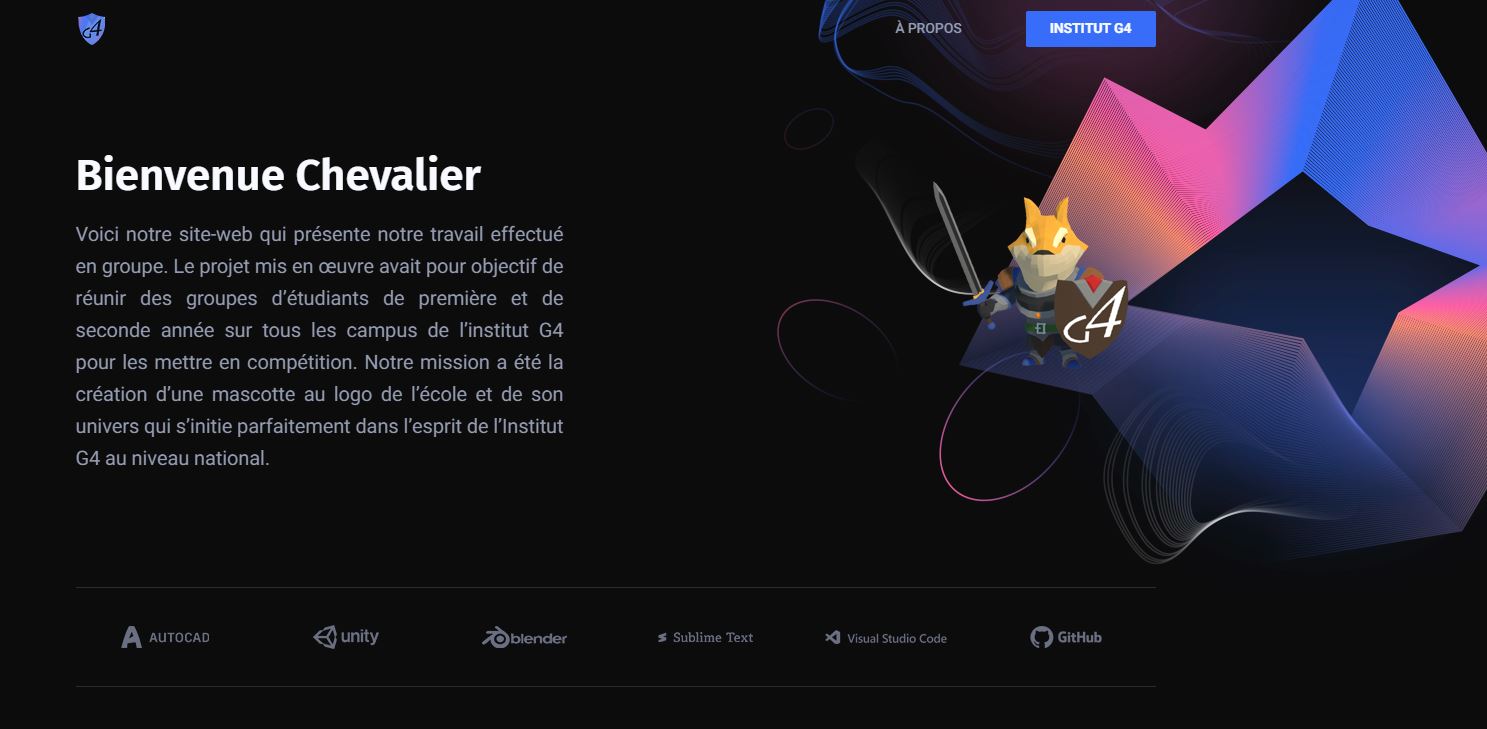 G4
À PROPOS
INSTITUT G4
Bienvenue Chevalier
Voici notre site-web qui présente notre travail effectué
en groupe. Le projet mis en œuvre avait pour objectif de
réunir des groupes d’étudiants de première et de
seconde année sur tous les campus de l’institut G4
pour les mettre en compétition. Notre mission a été la
création d’une mascotte au logo de l’école et de son
univers qui s’initie parfaitement dans l’esprit de l’Institut
G4 au niveau national.
G4
AUTOCAD
unity
blender
Sublime Text
Visual Studio Code
GitHub